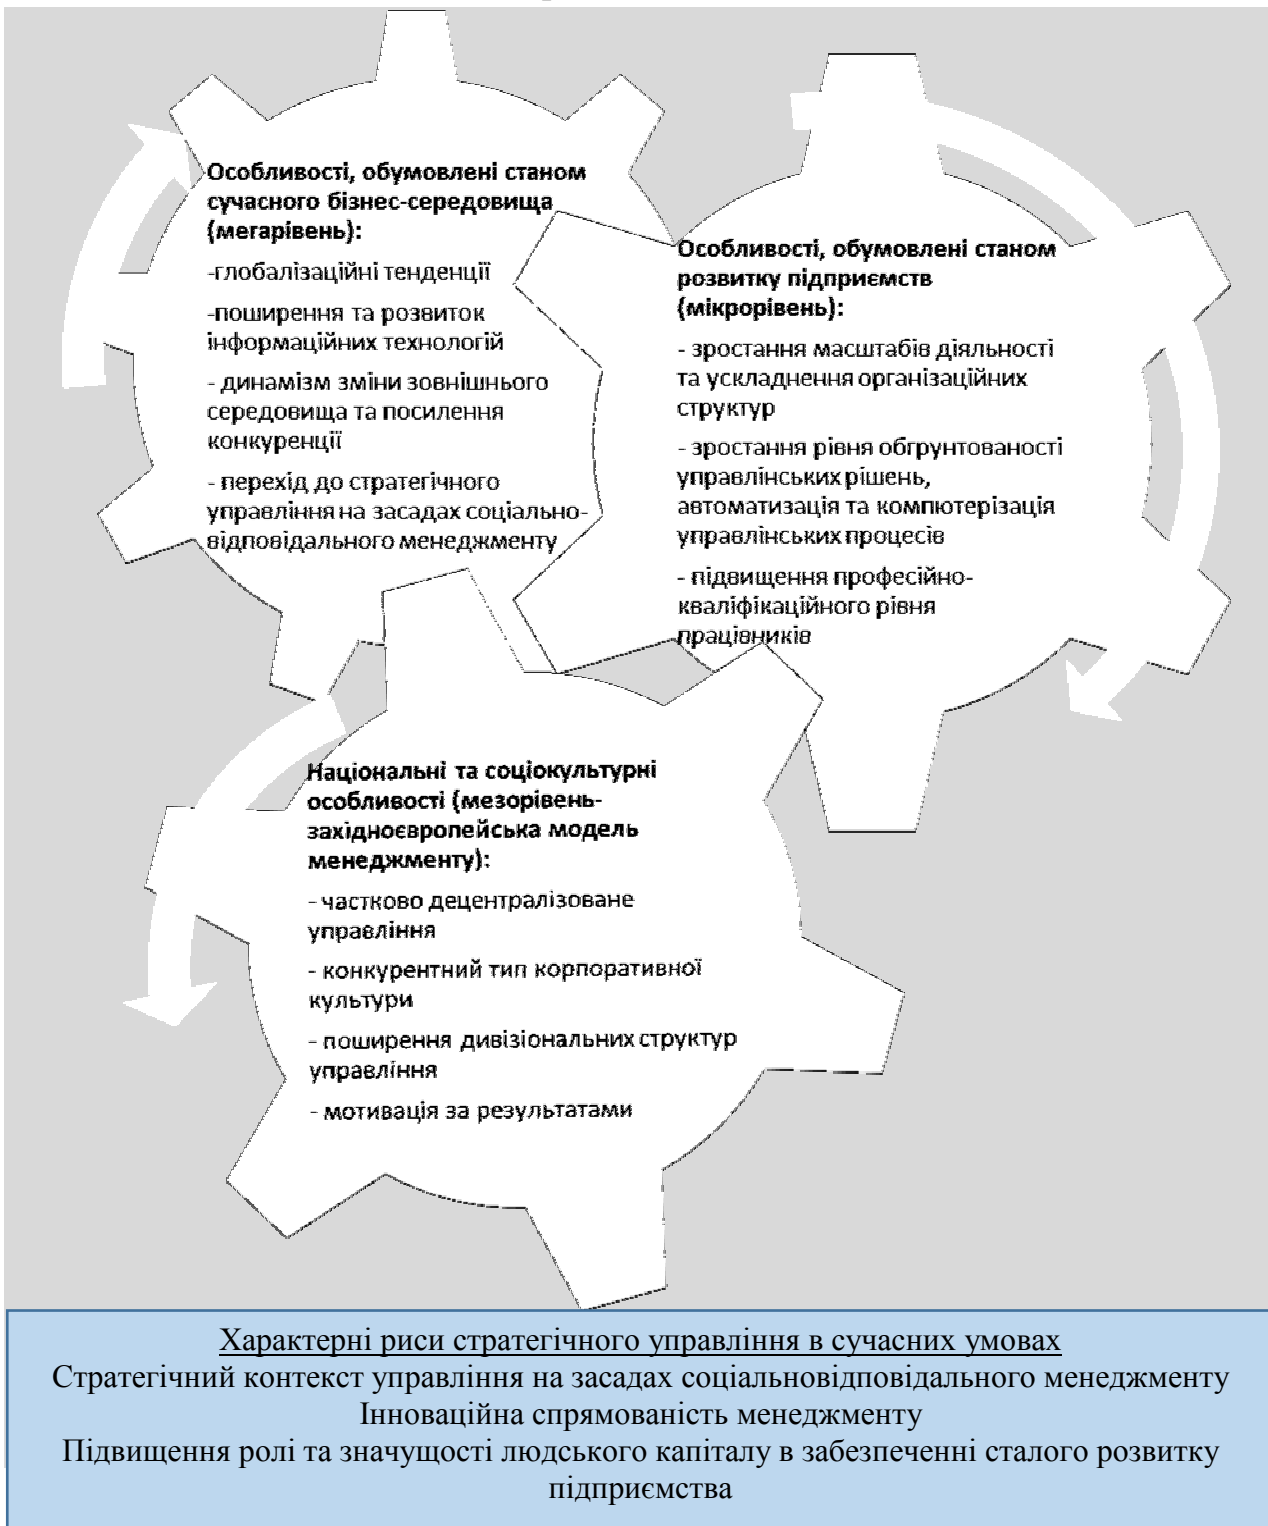 Особливості, обумовлені станом
сучасного бізнес-середовища
(мегарівень):
-глобалізаційні тенденції
-поширення та розвиток
інформаційних технологій
- динамізм зміни зовнішнього
середовища та посилення
конкуренції
- перехід до стратегічного
управління на засадах соціально-
відповідального менеджменту
Особливості, обумовлені станом
розвитку підприємств
(мікрорівень):
- зростання масштабів діяльності
та ускладнення організаційних
структур
- зростання рівня обгрунтованості
управлінських рішень,
автоматизація та компютерізація
управлінських процесів
- підвищення професійно-
кваліфікаційного рівня
працівників
Національні та соціокультурні
особливості (мезорівень-
західноєвропейська модель
менеджменту):
- частково децентралізоване
управління
- конкурентний тип корпоративної
культури
- поширення дивізіональних структур
управління
- мотивація за результатами
Характерні риси стратегічного управління в сучасних умовах
Стратегічний контекст управління на засадах соціальновідповідального менеджменту
Інноваційна спрямованість менеджменту
Підвищення ролі та значущості людського капіталу в забезпеченні сталого розвитку
підприємства